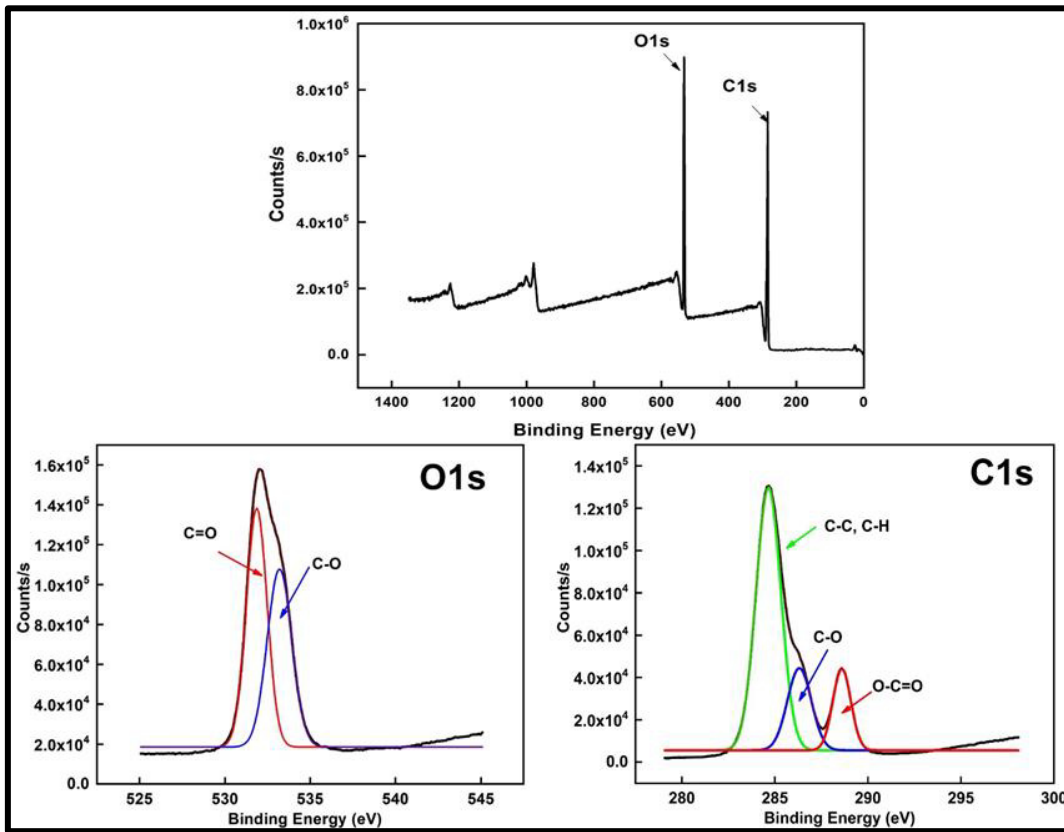 1.0x10⁶
O1s
C1s
8.0x10⁵
6.0x10⁵
4.0x10⁵
2.0x10⁵
0.0
Counts/s
1400 1200 1000 800 600 400 200 0
Binding Energy (eV)
O1s
1.6x10⁵
1.4x10⁵
1.2x10⁵
1.0x10⁵
8.0x10⁴
6.0x10⁴
4.0x10⁴
2.0x10⁴
0.0
Counts/s
C=O
C-O
525 530 535 540 545
Binding Energy (eV)
C1s
1.4x10⁵
1.2x10⁵
1.0x10⁵
8.0x10⁴
6.0x10⁴
4.0x10⁴
2.0x10⁴
0.0
Counts/s
C-C, C-H
C-O
O-C=O
280 285 290 295 300
Binding Energy (eV)